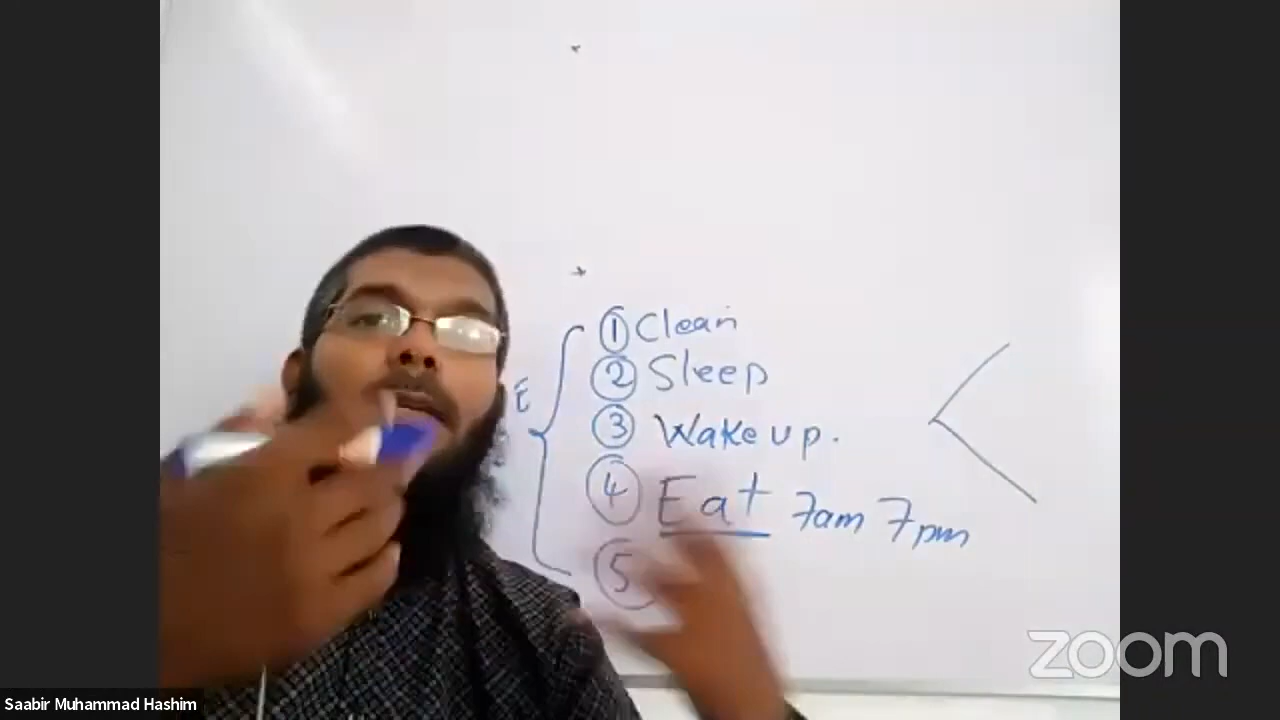 E
① Clean
② Sleep
③ Wake up.
④ Eat 7am 7pm
⑤
zoom
Saabir Muhammad Hashim